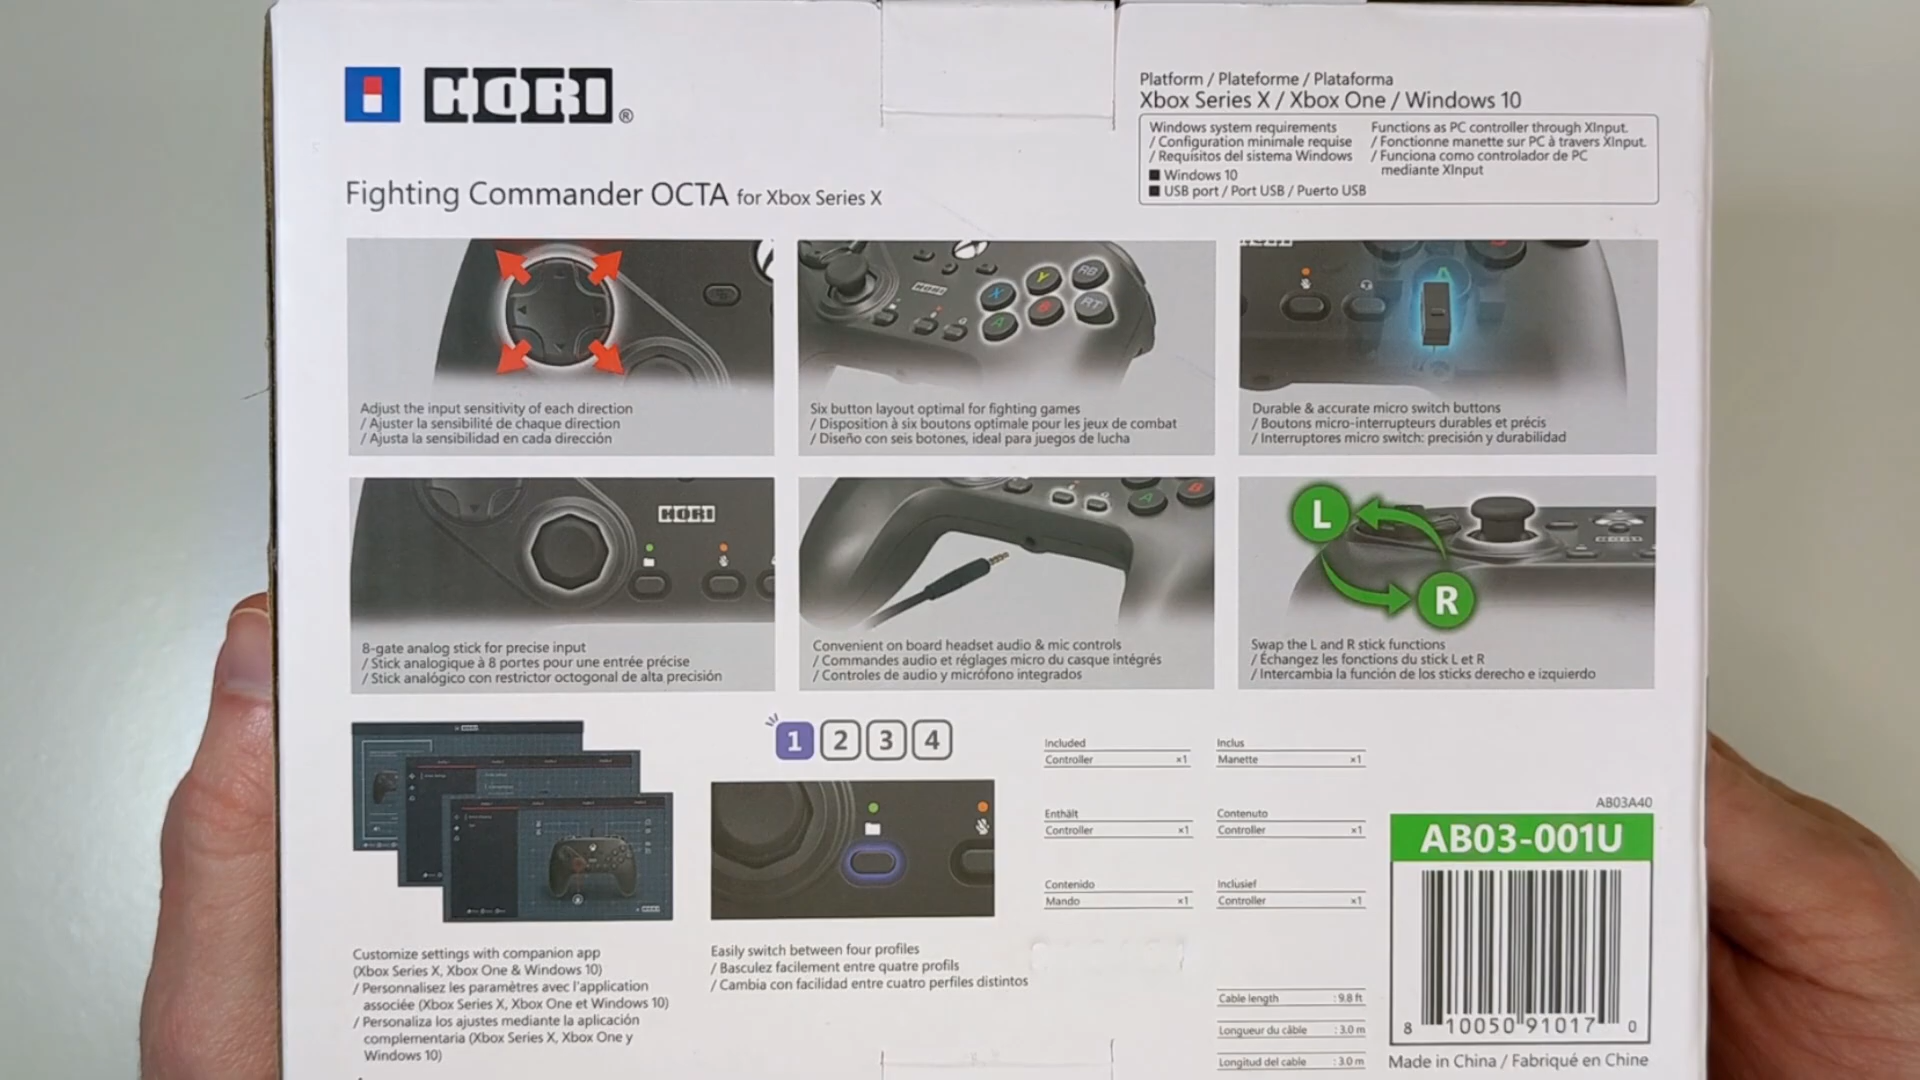 HORI®
Fighting Commander OCTA for Xbox Series X
Platform / Plateforme / Plataforma
Xbox Series X / Xbox One / Windows 10
Windows system requirements
/ Configuration minimale requise
/ Requisitos del sistema Windows
■ Windows 10
■ USB port / Port USB / Puerto USB
Functions as PC controller through XInput.
/ Fonctionne manette sur PC à travers XInput.
/ Funciona como controlador de PC
mediante XInput
HORI
X
Y
A
B
RB
RT
A
Adjust the input sensitivity of each direction
/ Ajuster la sensibilité de chaque direction
/ Ajusta la sensibilidad en cada dirección
Six button layout optimal for fighting games
/ Disposition à six boutons optimale pour les jeux de combat
/ Diseño con seis botones, ideal para juegos de lucha
Durable & accurate micro switch buttons
/ Boutons micro-interrupteurs durables et précis
/ Interruptores micro switch: precisión y durabilidad
HORI
A
B
L
R
8-gate analog stick for precise input
/ Stick analogique à 8 portes pour une entrée précise
/ Stick analógico con restrictor octogonal de alta precisión
Convenient on board headset audio & mic controls
/ Commandes audio et réglages micro du casque intégrés
/ Controles de audio y micrófono integrados
Swap the L and R stick functions
/ Échangez les fonctions du stick L et R
/ Intercambia la función de los sticks derecho e izquierdo
1 2 3 4
Customize settings with companion app
(Xbox Series X, Xbox One & Windows 10)
/ Personnalisez les paramètres avec l'application
associée (Xbox Series X, Xbox One et Windows 10)
/ Personaliza los ajustes mediante la aplicación
complementaria (Xbox Series X, Xbox One y
Windows 10)
Easily switch between four profiles
/ Basculez facilement entre quatre profils
/ Cambia con facilidad entre cuatro perfiles distintos
Included
Controller ×1
Inclus
Manette ×1
Enthält
Controller ×1
Contenuto
Controller ×1
Contenido
Mando ×1
Inclusief
Controller ×1
Cable length : 9.8 ft
Longueur du câble : 3.0 m
Longitud del cable : 3.0 m
AB03A40
AB03-001U
8 10050 91017 0
Made in China / Fabriqué en Chine